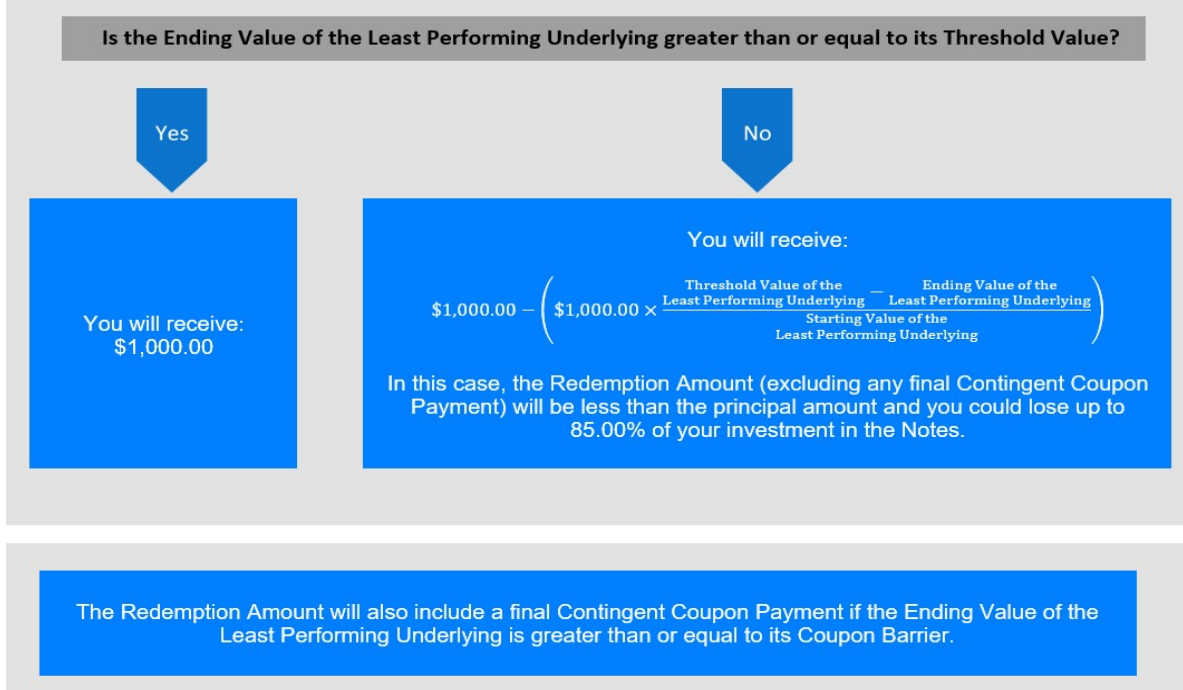 Is the Ending Value of the Least Performing Underlying greater than or equal to its Threshold Value?
Yes
No
You will receive:
$1,000.00
You will receive:
$1,000.00 − ($1,000.00 × (Threshold Value of the Least Performing Underlying − Ending Value of the Least Performing Underlying) / Starting Value of the Least Performing Underlying)
In this case, the Redemption Amount (excluding any final Contingent Coupon
Payment) will be less than the principal amount and you could lose up to
85.00% of your investment in the Notes.
The Redemption Amount will also include a final Contingent Coupon Payment if the Ending Value of the
Least Performing Underlying is greater than or equal to its Coupon Barrier.